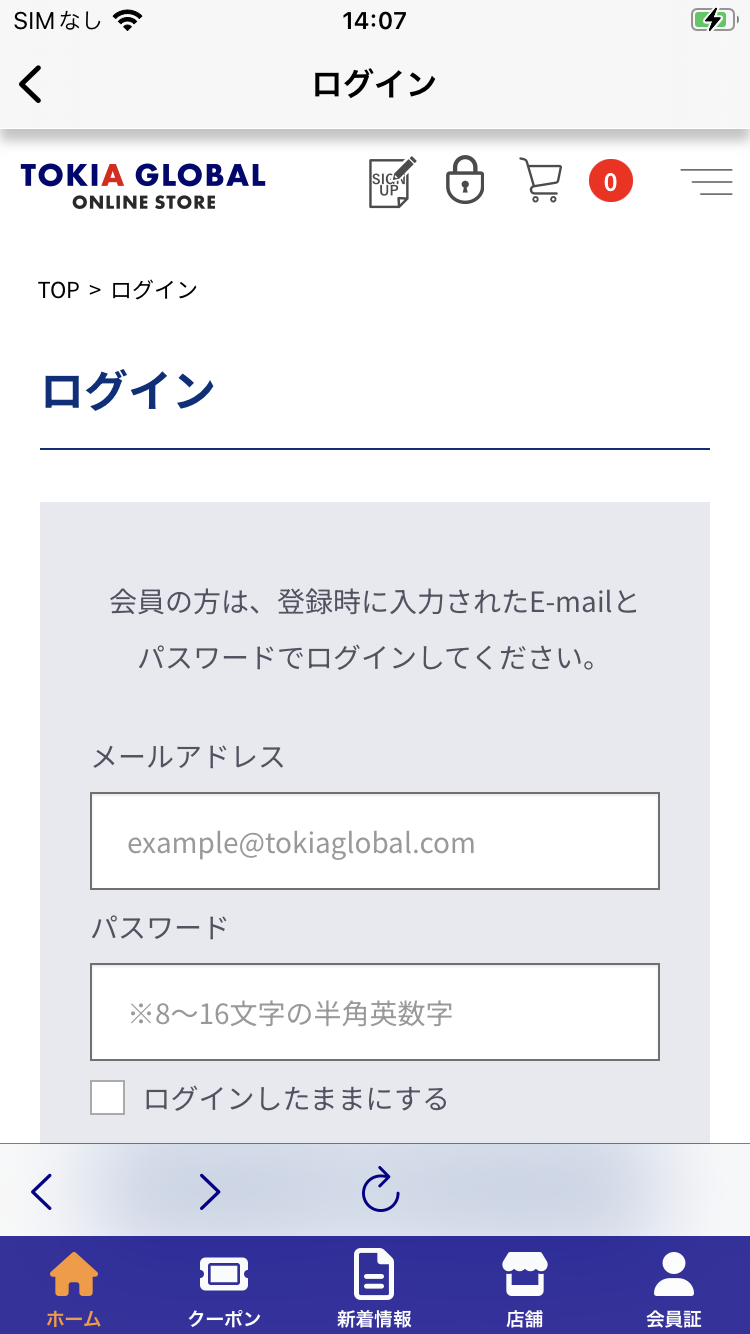 SIMなし
14:07
ログイン
TOKIA GLOBAL
ONLINE STORE
SIGN
UP
0
TOP > ログイン
ログイン
会員の方は、登録時に入力されたE-mailと
パスワードでログインしてください。
メールアドレス
example@tokiaglobal.com
パスワード
※8〜16文字の半角英数字
ログインしたままにする
ホーム
クーポン
新着情報
店舗
会員証